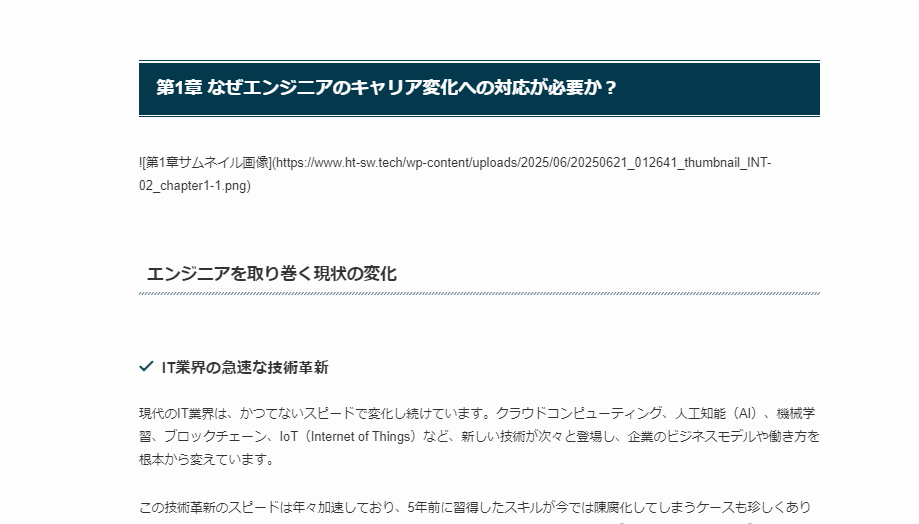 第1章 なぜエンジニアのキャリア変化への対応が必要か？
![第1章サムネイル画像](https://www.ht-sw.tech/wp-content/uploads/2025/06/20250621_012641_thumbnail_INT-
02_chapter1-1.png)
エンジニアを取り巻く現状の変化
IT業界の急速な技術革新
現代のIT業界は、かつてないスピードで変化し続けています。クラウドコンピューティング、人工知能（AI）、機械学
習、ブロックチェーン、IoT（Internet of Things）など、新しい技術が次々と登場し、企業のビジネスモデルや働き方を
根本から変えています。
この技術革新のスピードは年々加速しており、5年前に習得したスキルが今では陳腐化してしまうケースも珍しくあり